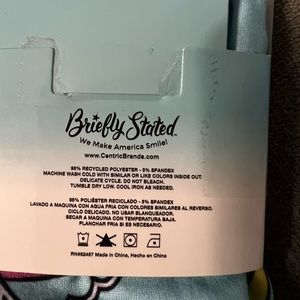 Briefly Stated
We Make America Smile!
www.CentricBrands.com
95% RECYCLED POLYESTER - 5% SPANDEX
MACHINE WASH COLD WITH SIMILAR OR LIKE COLORS INSIDE OUT.
DELICATE CYCLE. DO NOT BLEACH.
TUMBLE DRY LOW. COOL IRON AS NEEDED.
95% POLIÉSTER RECICLADO - 5% SPANDEX
LAVADO A MAQUINA CON AGUA FRIA CON COLORES SIMILARES AL REVERSO.
CICLO DELICADO. NO USAR BLANQUEADOR.
SECAR A MAQUINA CON TEMPERATURA BAJA.
PLANCHAR FRIA SI ES NECESARIO.
RN#62467 Made in China, Hecho en China